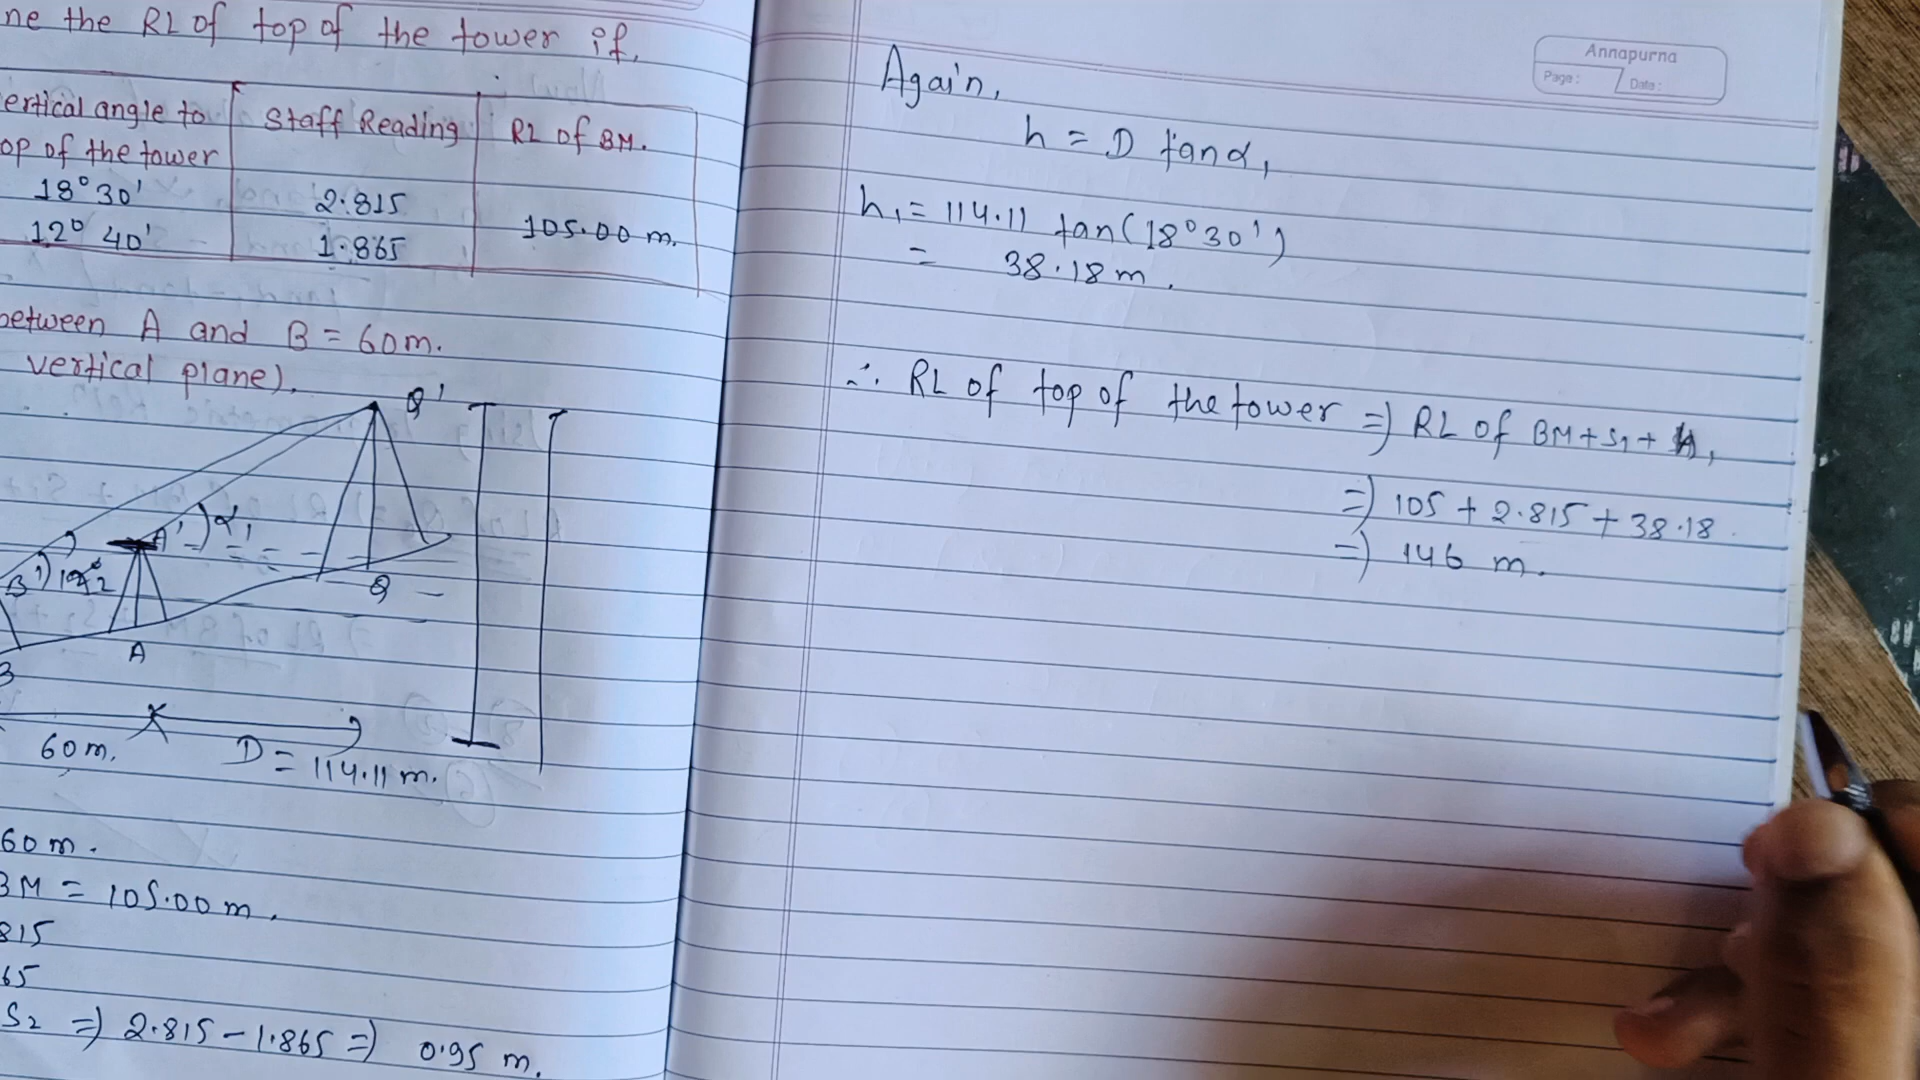 ne the RL of top of the tower if,
ertical angle to
op of the tower
Staff Reading
RL of BM.
18°30'
2.815
105.00 m.
12° 40'
1.865
between A and B = 60m.
vertical plane).
Q'
A'
α1
B'
Q
A
B
60 m.
D = 114.11 m.
60 m.
BM = 105.00 m.
815
65
S2 ⇒ 2.815 - 1.865 ⇒ 0.95 m.
Annapurna
Page:
Date:
Again,
h = D tanα,
h1 = 114.11 tan(18°30')
= 38.18 m.
∴ RL of top of the tower ⇒ RL of BM + S1 + h1
⇒ 105 + 2.815 + 38.18
⇒ 146 m.